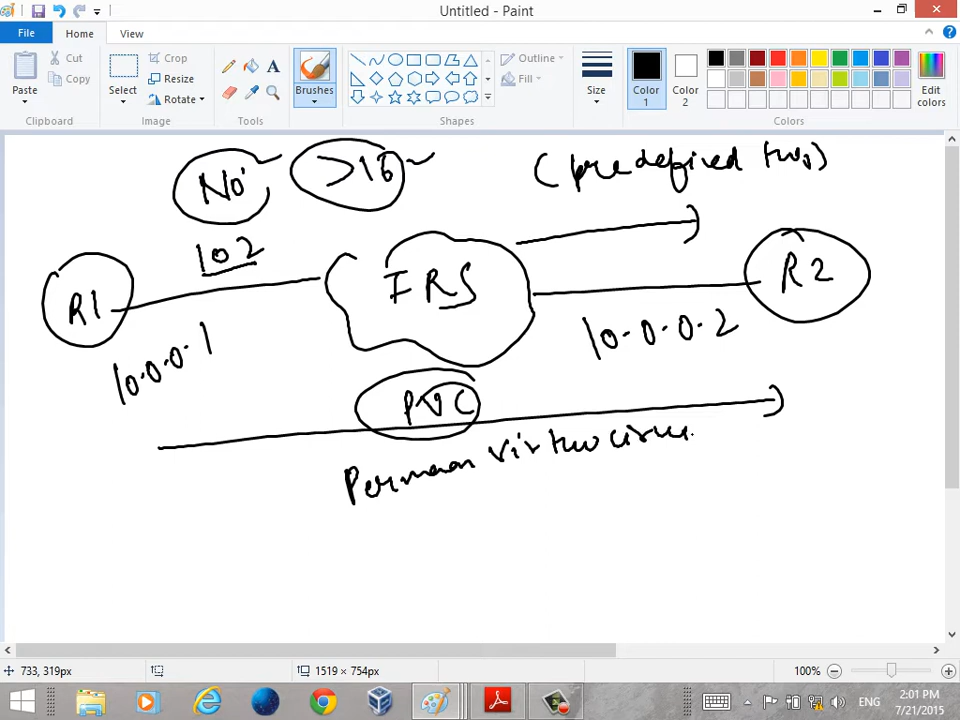 Untitled - Paint
File Home View
Paste Cut Copy Clipboard
Select Crop Resize Rotate Image
Tools
Brushes
Shapes Outline Fill
Size
Color 1 Color 2 Edit colors
Colors
No >16 (predefined
102
R1 FRS R2
10.0.0.1 10.0.0.2
PVC
733, 319px 1519 × 754px 100%
ENG 2:01 PM
7/21/2015